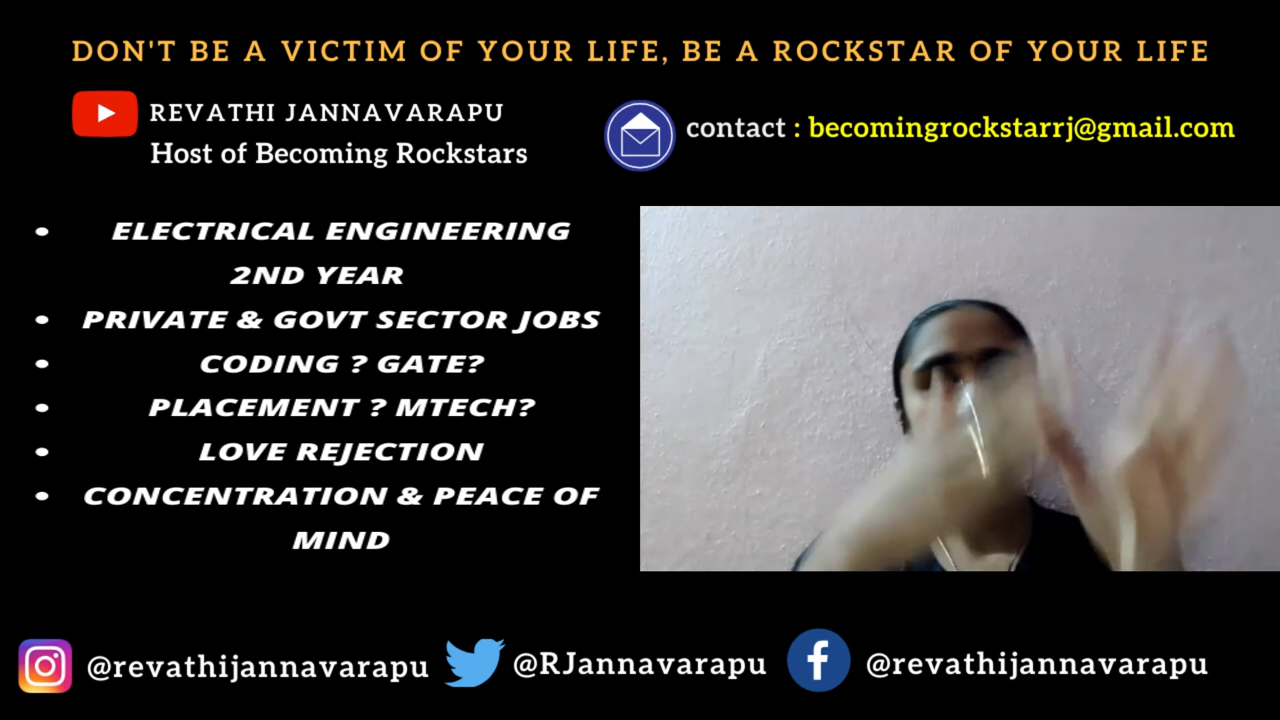 DON'T BE A VICTIM OF YOUR LIFE, BE A ROCKSTAR OF YOUR LIFE
REVATHI JANNAVARAPU
Host of Becoming Rockstars
contact : becomingrockstarrj@gmail.com
• ELECTRICAL ENGINEERING
2ND YEAR
• PRIVATE & GOVT SECTOR JOBS
• CODING ? GATE?
• PLACEMENT ? MTECH?
• LOVE REJECTION
• CONCENTRATION & PEACE OF
MIND
@revathijannavarapu
@RJannavarapu
@revathijannavarapu